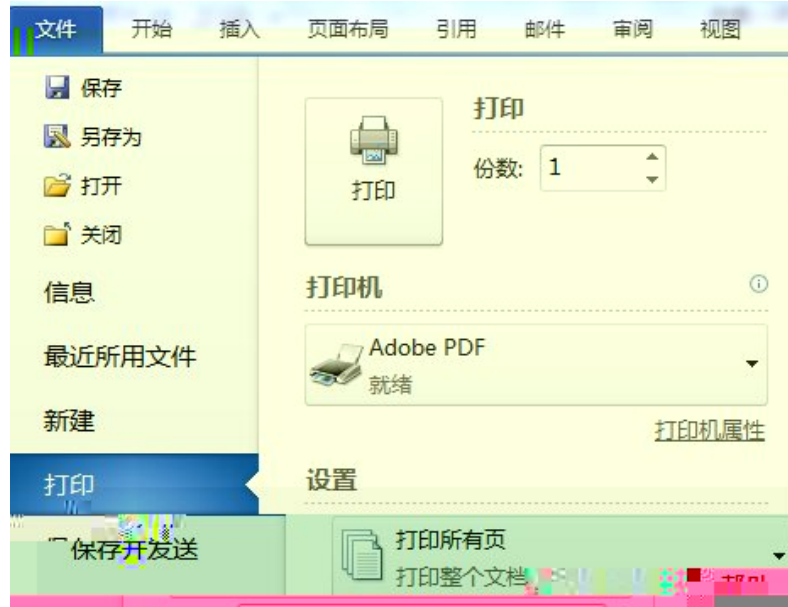 文件 开始 插入 页面布局 引用 邮件 审阅 视图
保存
另存为
打开
关闭
信息
最近所用文件
新建
打印
保存并发送
打印
打印
份数: 1
打印机
Adobe PDF
就绪
打印机属性
设置
打印所有页
打印整个文档